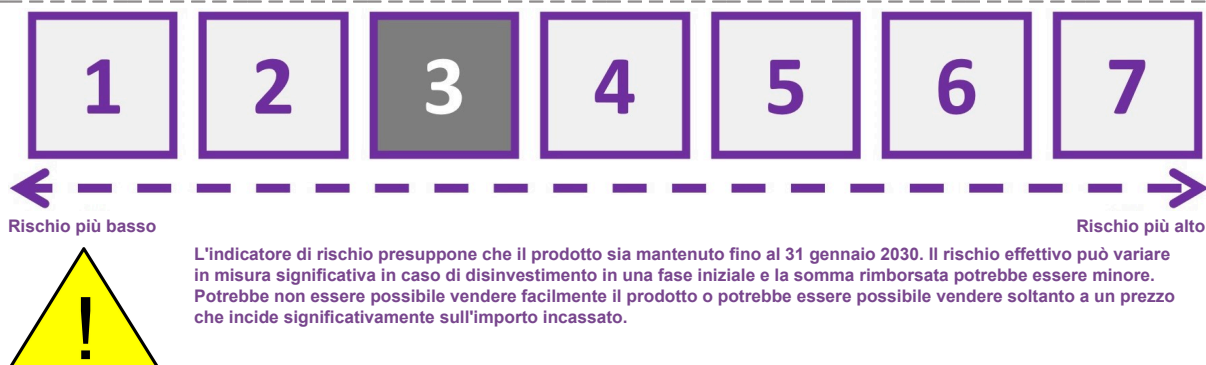 1 2 3 4 5 6 7
Rischio più basso Rischio più alto
L'indicatore di rischio presuppone che il prodotto sia mantenuto fino al 31 gennaio 2030. Il rischio effettivo può variare
in misura significativa in caso di disinvestimento in una fase iniziale e la somma rimborsata potrebbe essere minore.
Potrebbe non essere possibile vendere facilmente il prodotto o potrebbe essere possibile vendere soltanto a un prezzo
che incide significativamente sull'importo incassato.
!